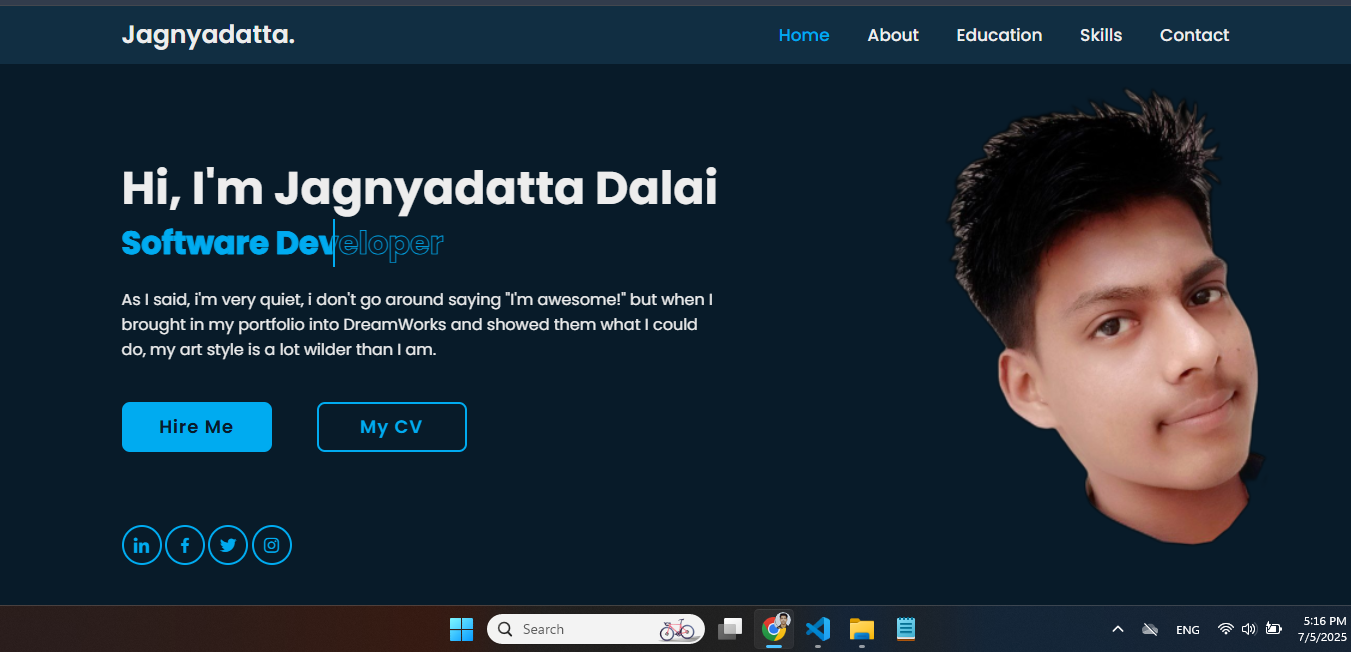 Jagnyadatta.
Home About Education Skills Contact
Hi, I'm Jagnyadatta Dalai
Software Developer
As I said, i'm very quiet, i don't go around saying "I'm awesome!" but when I
brought in my portfolio into DreamWorks and showed them what I could
do, my art style is a lot wilder than I am.
Hire Me
My CV
in f
Search
ENG
5:16 PM
7/5/2025